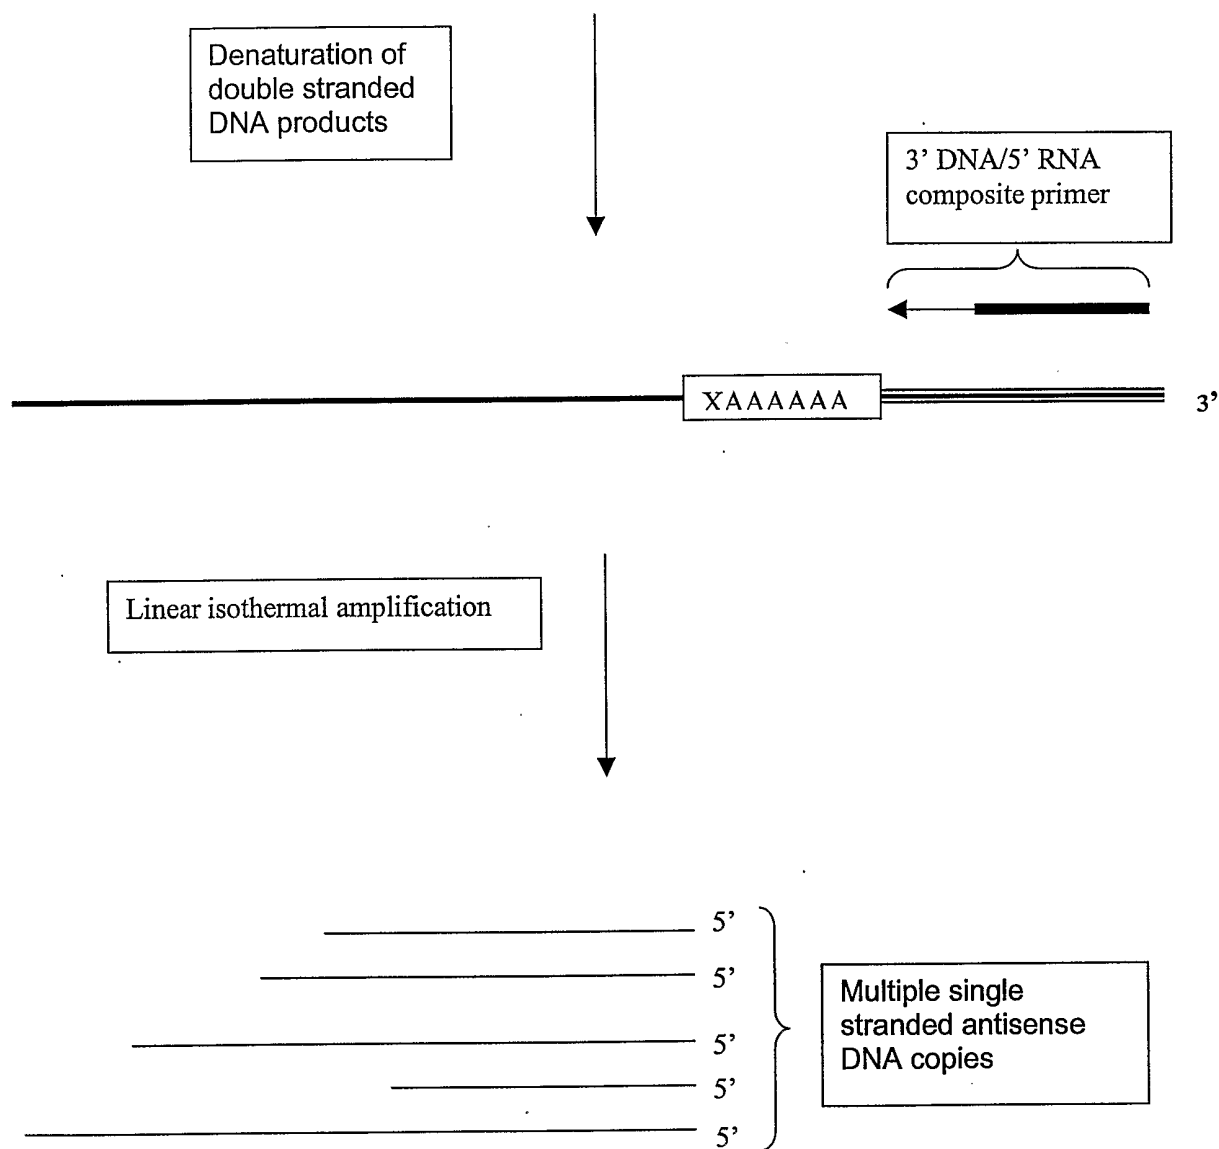 Denaturation of
double stranded
DNA products
3’ DNA/5’ RNA
composite primer
XAAAAAA
3’
Linear isothermal amplification
5’
5’
5’
5’
5’
Multiple single
stranded antisense
DNA copies